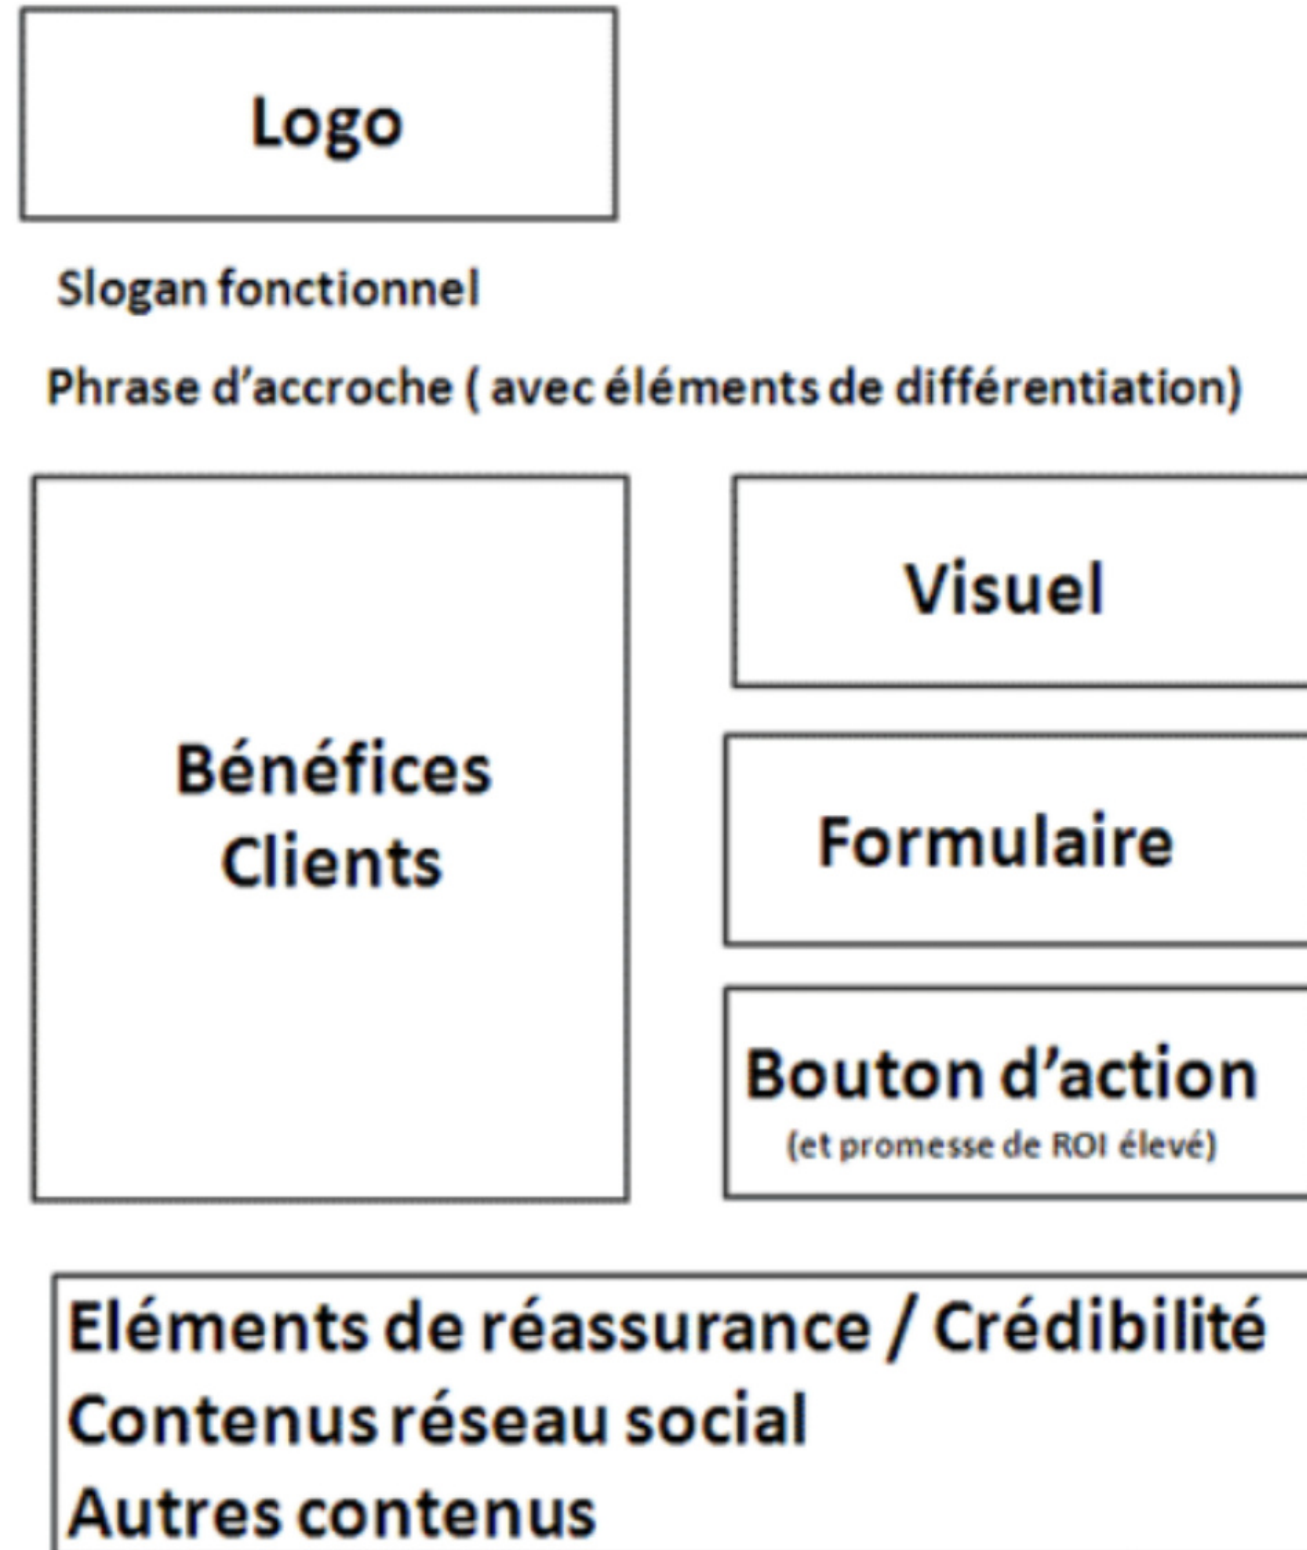 Logo
Slogan fonctionnel
Phrase d’accroche ( avec éléments de différentiation)
Bénéfices
Clients
Visuel
Formulaire
Bouton d’action
(et promesse de ROI élevé)
Eléments de réassurance / Crédibilité
Contenus réseau social
Autres contenus